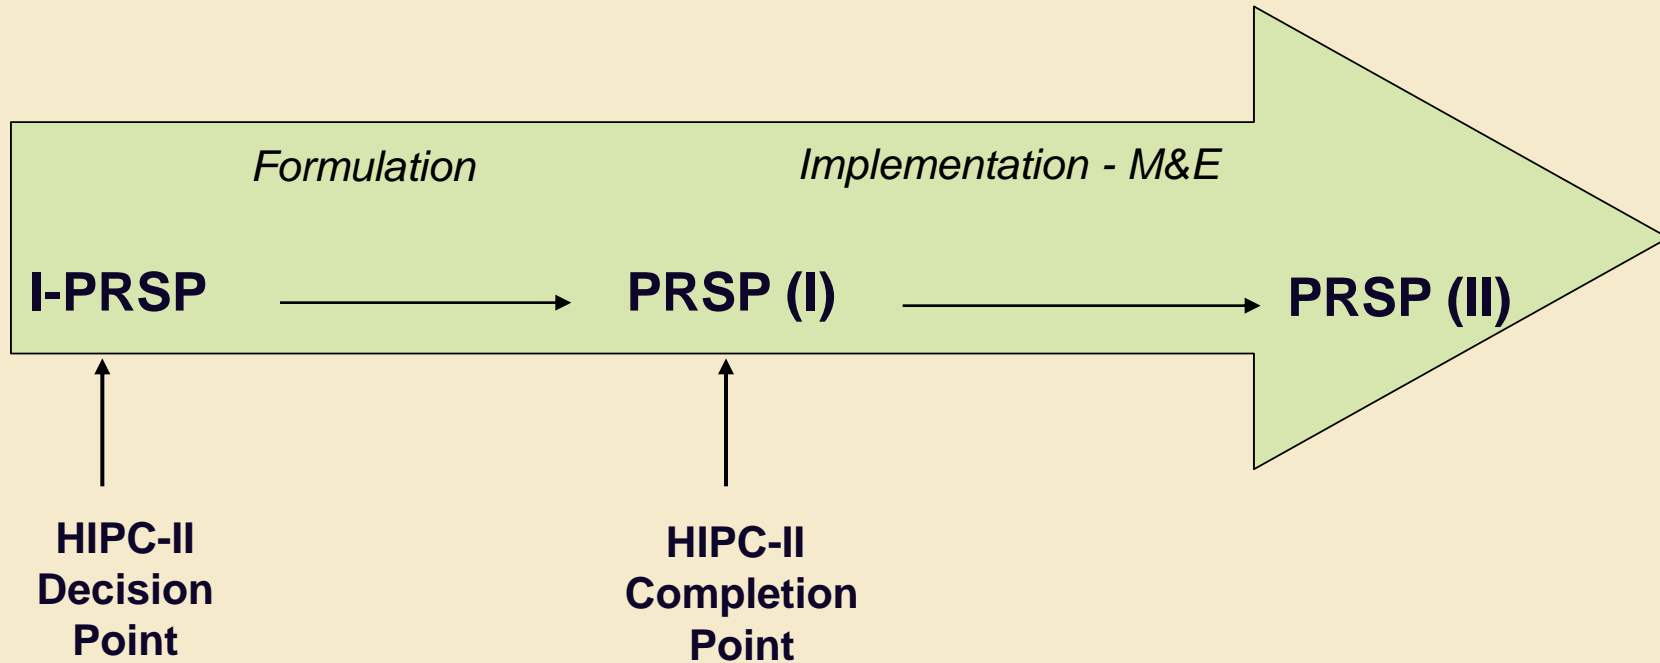 Formulation
Implementation - M&E
I-PRSP
PRSP (I)
PRSP (II)
HIPC-II
Decision
Point
HIPC-II
Completion
Point